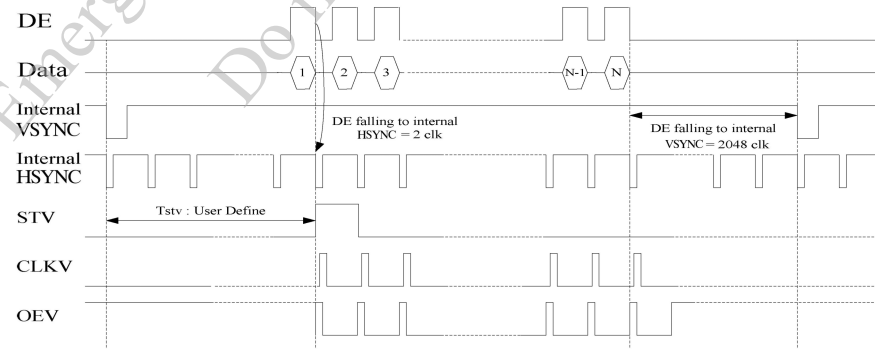 DE
Data
1
2
3
N-1
N
Internal
VSYNC
DE falling to internal
HSYNC = 2 clk
DE falling to internal
VSYNC = 2048 clk
Internal
HSYNC
STV
Tstv : User Define
CLKV
OEV